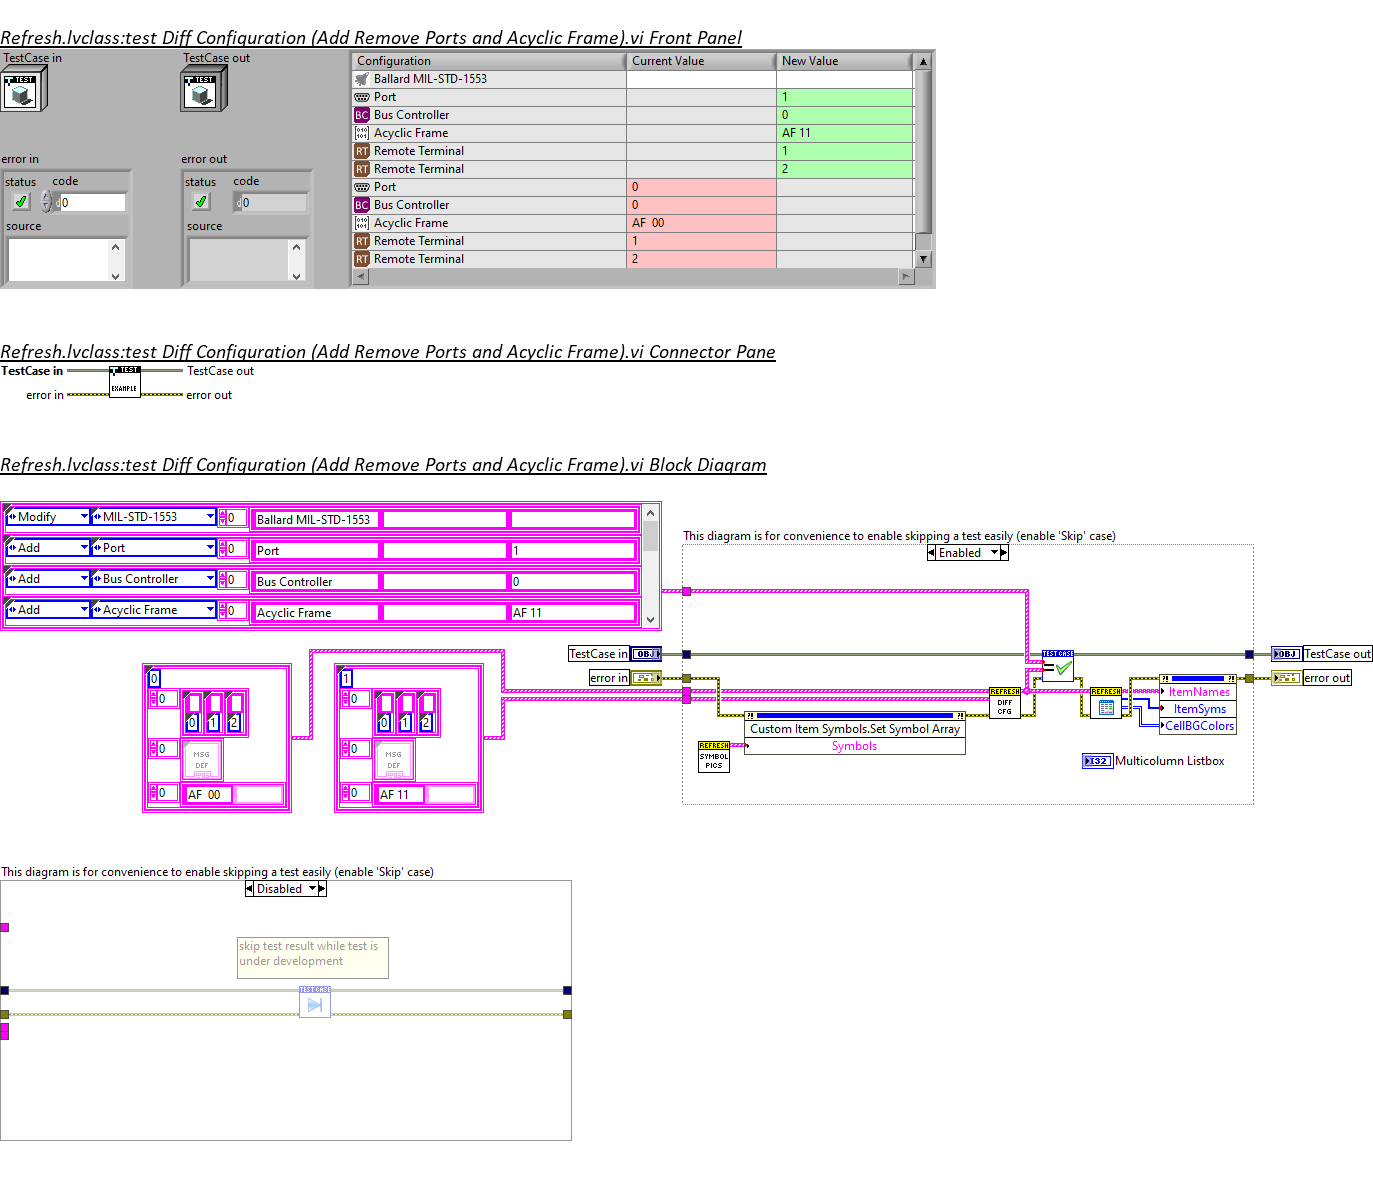 Refresh.lvclass:test Diff Configuration (Add Remove Ports and Acyclic Frame).vi Front Panel
TestCase in
TestCase out
TEST
TEST
error in
error out
status code
0
status code
0
source
source
Configuration Current Value New Value
Ballard MIL-STD-1553
Port 1
BC Bus Controller 0
Acyclic Frame AF 11
RT Remote Terminal 1
RT Remote Terminal 2
Port 0
BC Bus Controller 0
Acyclic Frame AF  00
RT Remote Terminal 1
RT Remote Terminal 2
Refresh.lvclass:test Diff Configuration (Add Remove Ports and Acyclic Frame).vi Connector Pane
TestCase in TEST TestCase out
error in EXAMPLE error out
Refresh.lvclass:test Diff Configuration (Add Remove Ports and Acyclic Frame).vi Block Diagram
Modify MIL-STD-1553 0 Ballard MIL-STD-1553
Add Port 0 Port 1
Add Bus Controller 0 Bus Controller 0
Add Acyclic Frame 0 Acyclic Frame AF 11
This diagram is for convenience to enable skipping a test easily (enable 'Skip' case)
Enabled
TestCase in OBJ
error in
TEST CASE
OBJ TestCase out
error out
0
0
0 1 2
0 MSG DEF
0 AF  00
1
0
0 1 2
0 MSG DEF
0 AF 11
REFRESH
DIFF
CFG
REFRESH
ItemNames
ItemSyms
CellBGColors
Custom Item Symbols.Set Symbol Array
Symbols
REFRESH
SYMBOL
PICS
I32 Multicolumn Listbox
This diagram is for convenience to enable skipping a test easily (enable 'Skip' case)
Disabled
skip test result while test is
under development
TEST CASE